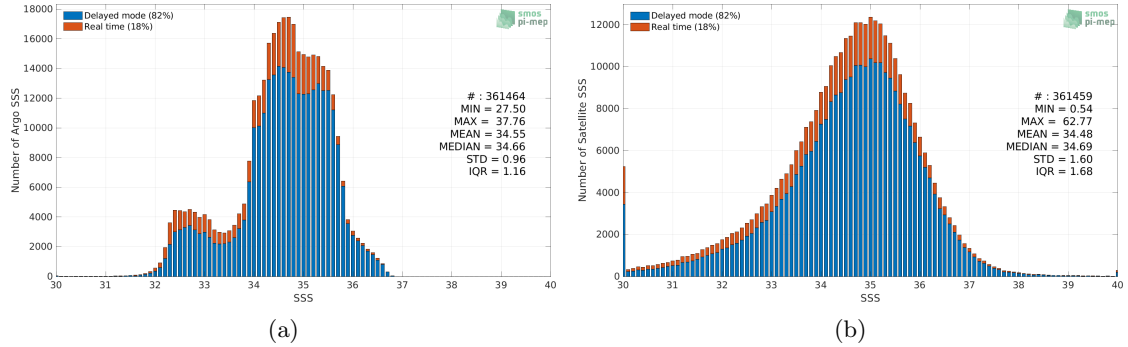 Delayed mode (82%)
Real time (18%)
smos
pi-mep
18000
16000
14000
12000
10000
8000
6000
4000
2000
0
Number of Argo SSS
# : 361464
MIN = 27.50
MAX = 37.76
MEAN = 34.55
MEDIAN = 34.66
STD = 0.96
IQR = 1.16
30 31 32 33 34 35 36 37 38 39 40
SSS
(a)
Delayed mode (82%)
Real time (18%)
smos
pi-mep
12000
10000
8000
6000
4000
2000
0
Number of Satellite SSS
# : 361459
MIN = 0.54
MAX = 62.77
MEAN = 34.48
MEDIAN = 34.69
STD = 1.60
IQR = 1.68
30 31 32 33 34 35 36 37 38 39 40
SSS
(b)